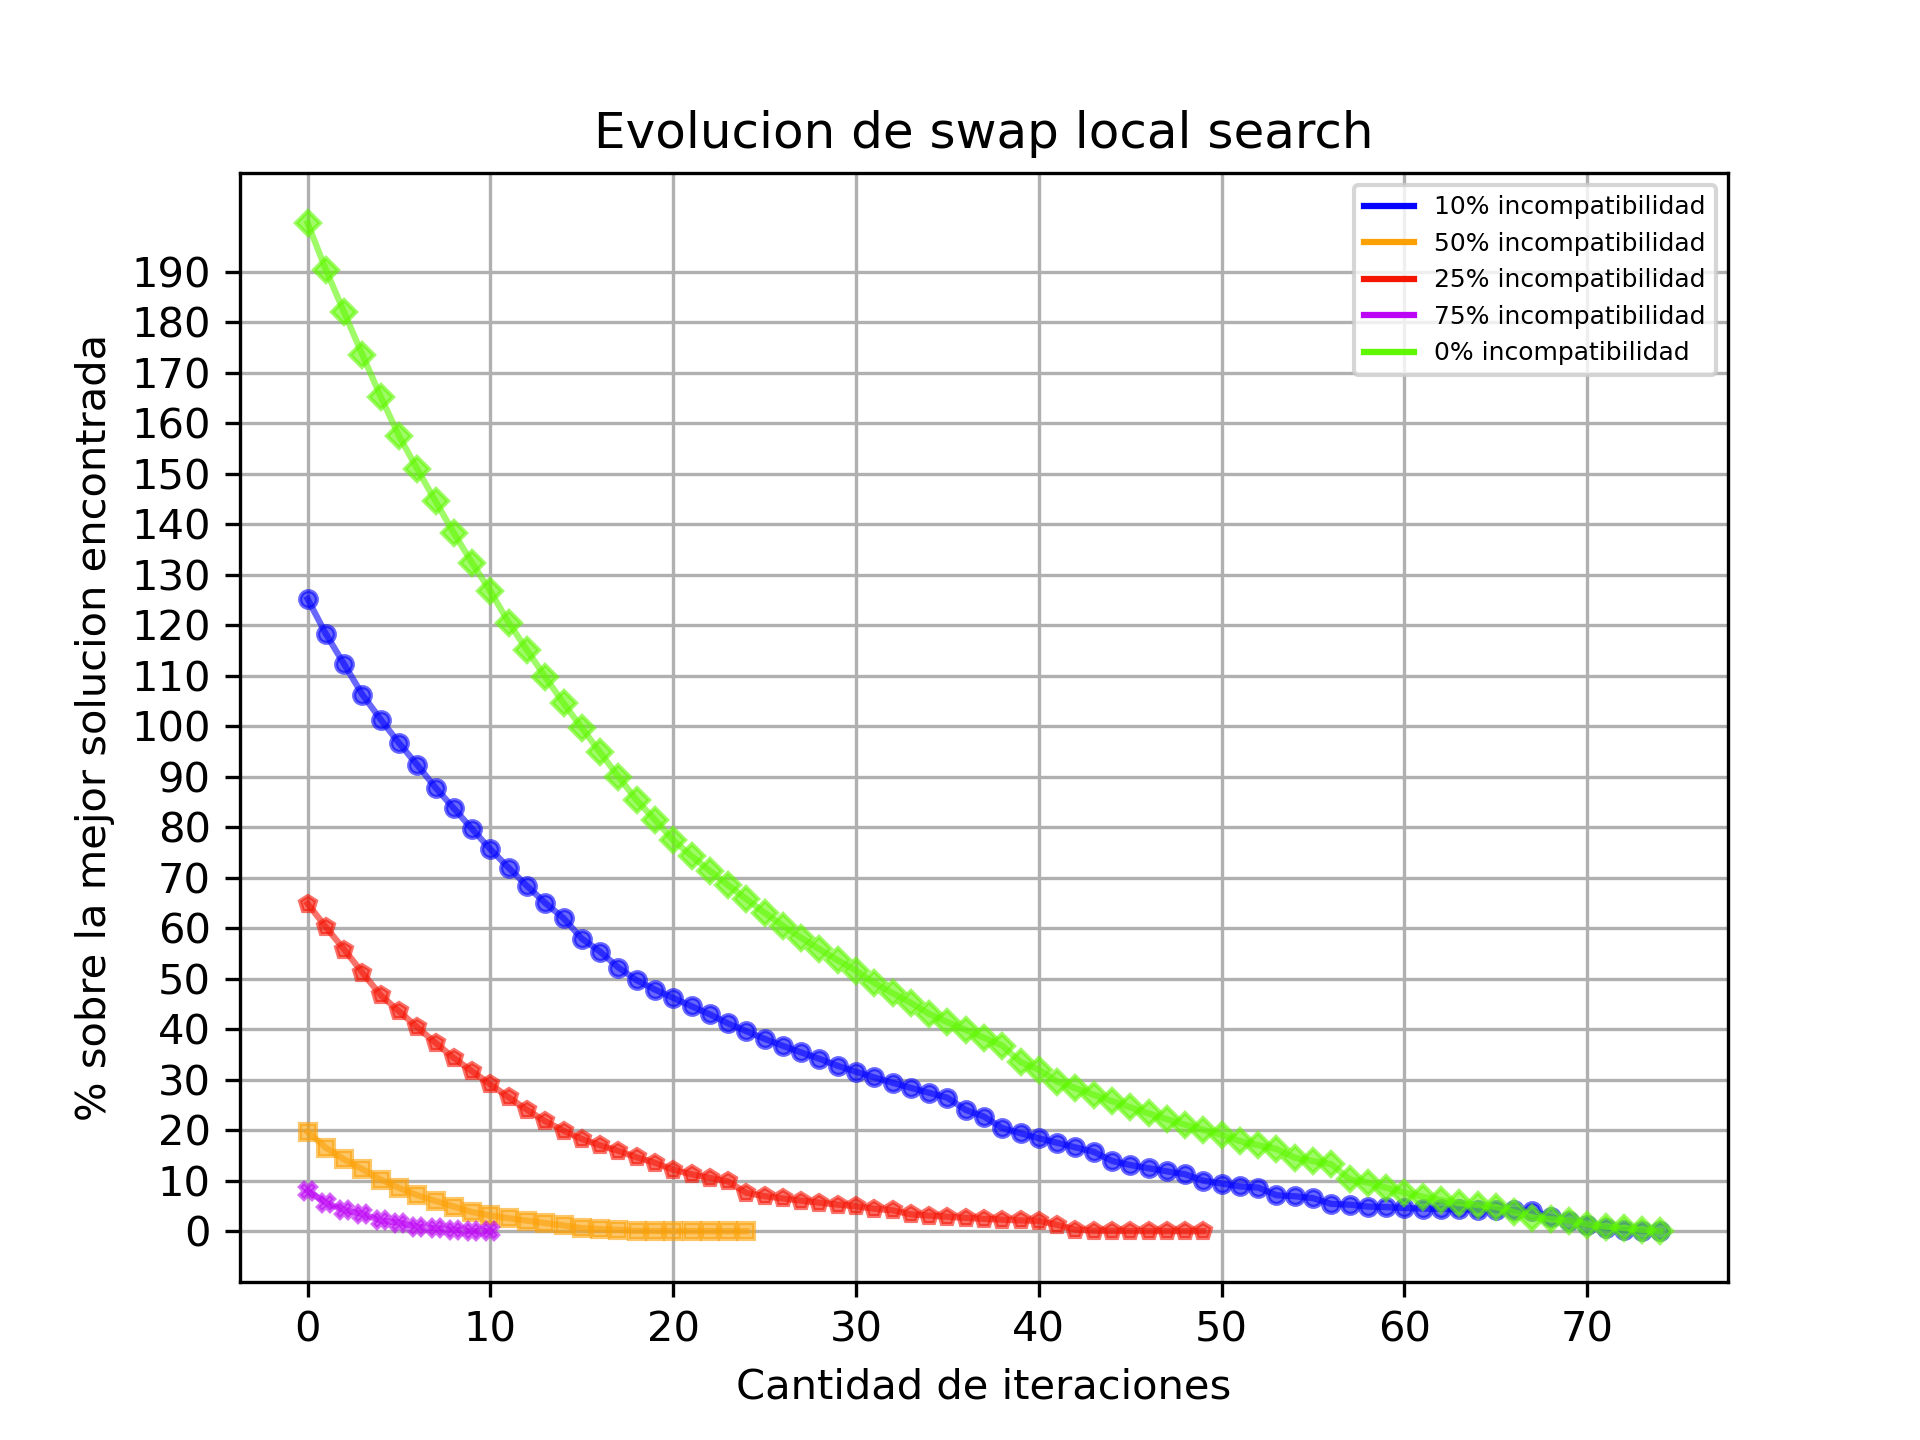 Evolucion de swap local search
10% incompatibilidad
50% incompatibilidad
25% incompatibilidad
75% incompatibilidad
0% incompatibilidad
% sobre la mejor solucion encontrada
190
180
170
160
150
140
130
120
110
100
90
80
70
60
50
40
30
20
10
0
0 10 20 30 40 50 60 70
Cantidad de iteraciones